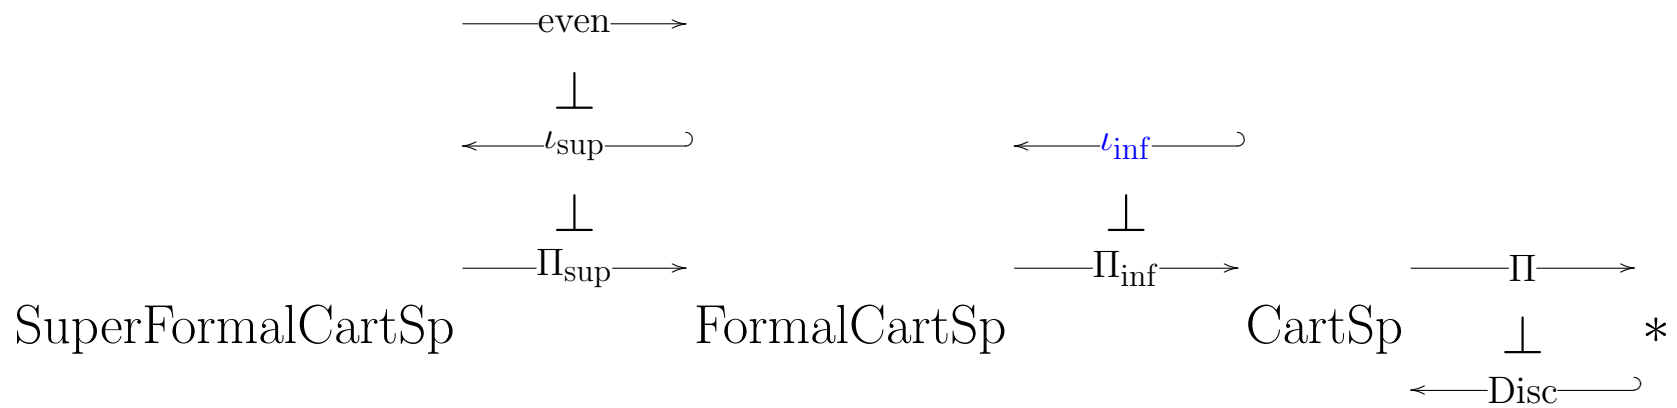 even
⊥
ι_sup ι_inf
⊥ ⊥
Π_sup Π_inf Π
SuperFormalCartSp FormalCartSp CartSp ⊥ *
Disc